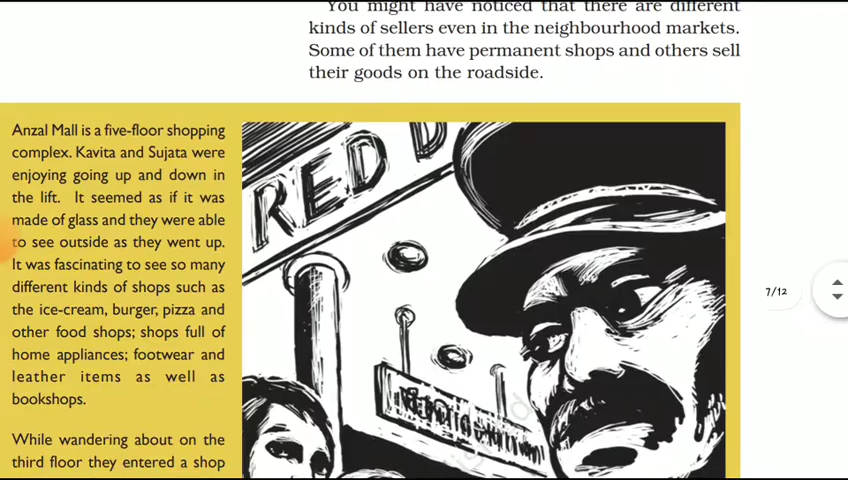 You might have noticed that there are different
kinds of sellers even in the neighbourhood markets.
Some of them have permanent shops and others sell
their goods on the roadside.
Anzal Mall is a five-floor shopping
complex. Kavita and Sujata were
enjoying going up and down in
the lift. It seemed as if it was
made of glass and they were able
to see outside as they went up.
It was fascinating to see so many
different kinds of shops such as
the ice-cream, burger, pizza and
other food shops; shops full of
home appliances; footwear and
leather items as well as
bookshops.
While wandering about on the
third floor they entered a shop
RED D
7/12